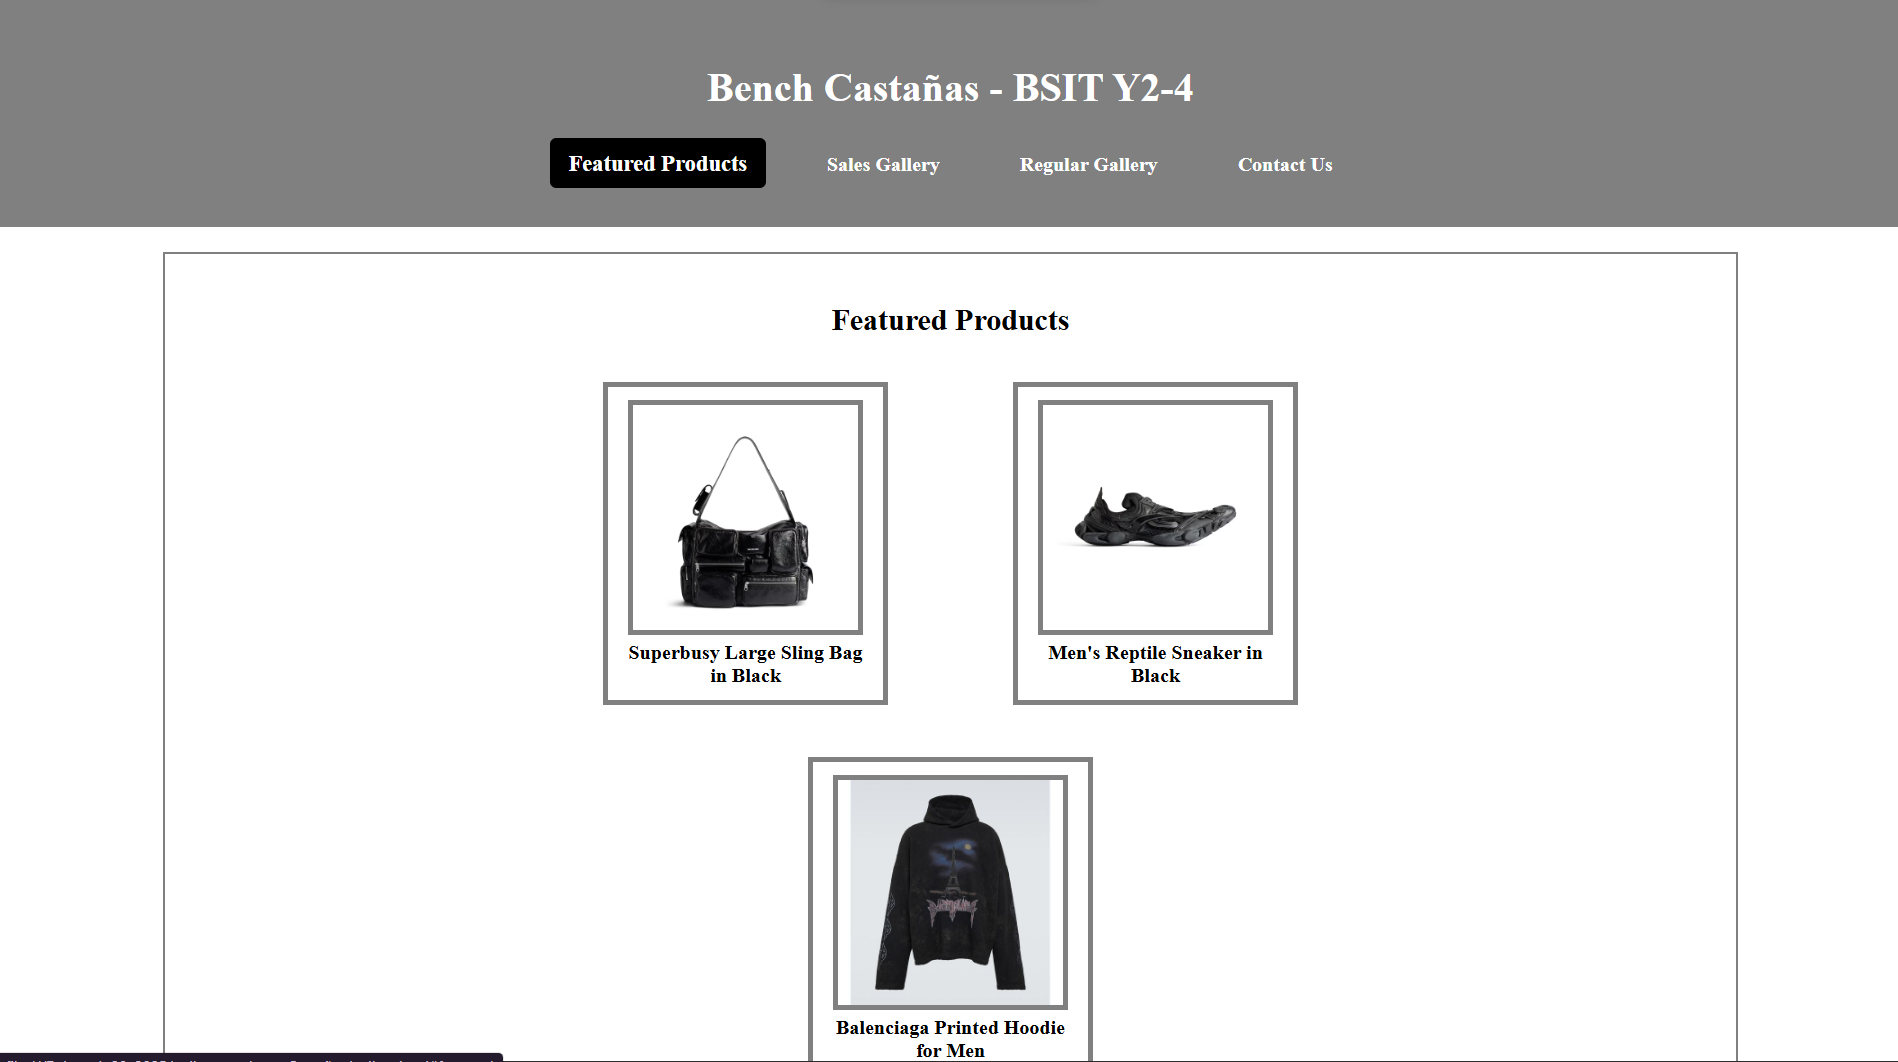 Bench Castañas - BSIT Y2-4
Featured Products
Sales Gallery
Regular Gallery
Contact Us
Featured Products
Superbusy Large Sling Bag
in Black
Men's Reptile Sneaker in
Black
Balenciaga Printed Hoodie
for Men